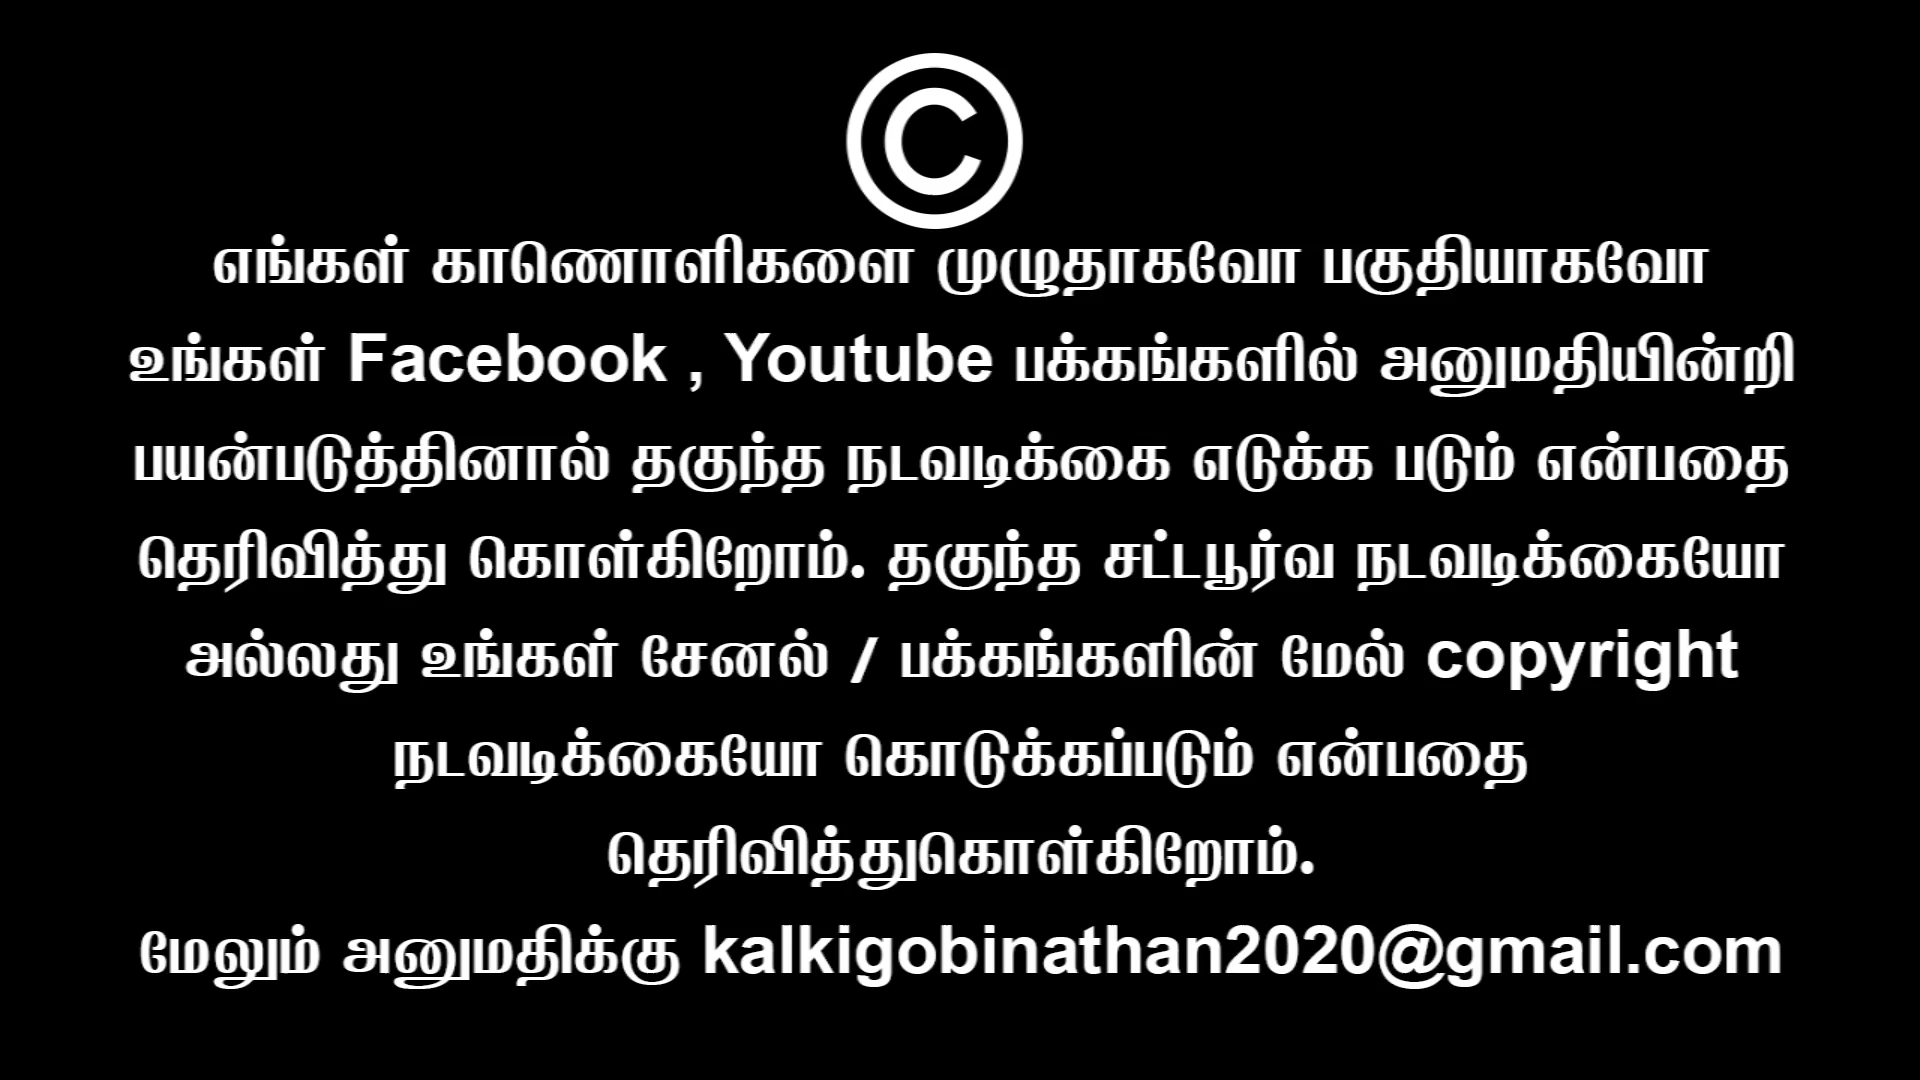 ©
எங்கள் காணொளிகளை முழுதாகவோ பகுதியாகவோ
உங்கள் Facebook , Youtube பக்கங்களில் அனுமதியின்றி
பயன்படுத்தினால் தகுந்த நடவடிக்கை எடுக்க படும் என்பதை
தெரிவித்து கொள்கிறோம். தகுந்த சட்டபூர்வ நடவடிக்கையோ
அல்லது உங்கள் சேனல் / பக்கங்களின் மேல் copyright
நடவடிக்கையோ கொடுக்கப்படும் என்பதை
தெரிவித்துகொள்கிறோம்.
மேலும் அனுமதிக்கு kalkigobinathan2020@gmail.com